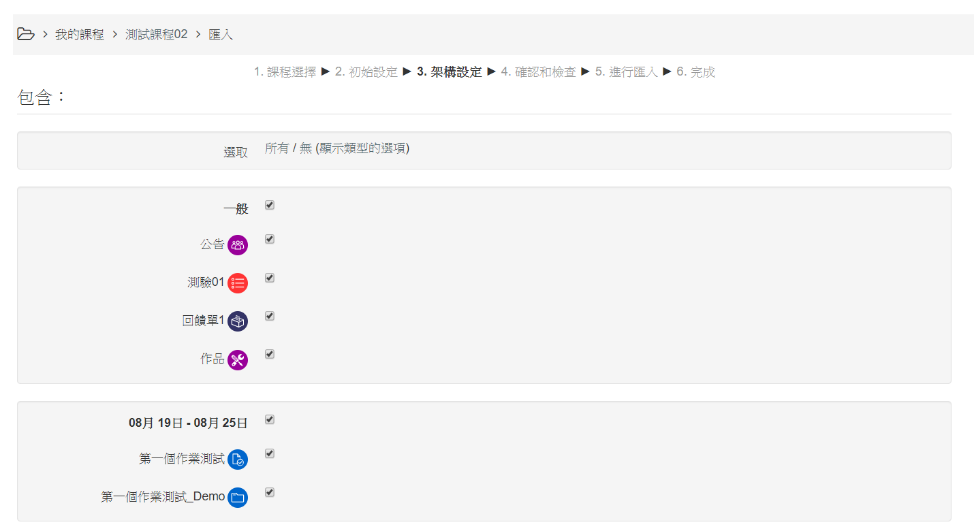 > 我的課程 > 測試課程02 > 匯入
1. 課程選擇 ► 2. 初始設定 ► 3. 架構設定 ► 4. 確認和檢查 ► 5. 進行匯入 ► 6. 完成
包含：
選取 所有 / 無 (顯示類型的選項)
一般
公告
測驗01
回饋單1
作品
08月 19日 - 08月 25日
第一個作業測試
第一個作業測試_Demo